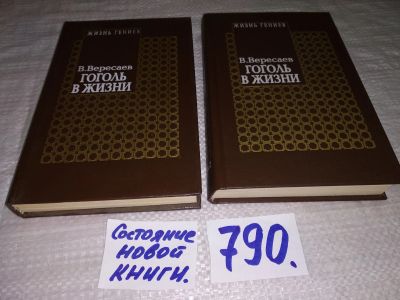 ЖИЗНЬ ГЕНИЕВ
В.Вересаев
ГОГОЛЬ
В ЖИЗНИ
ЖИЗНЬ ГЕНИЕВ
В.Вересаев
ГОГОЛЬ
В ЖИЗНИ
Состояние
новой
книги.
790.